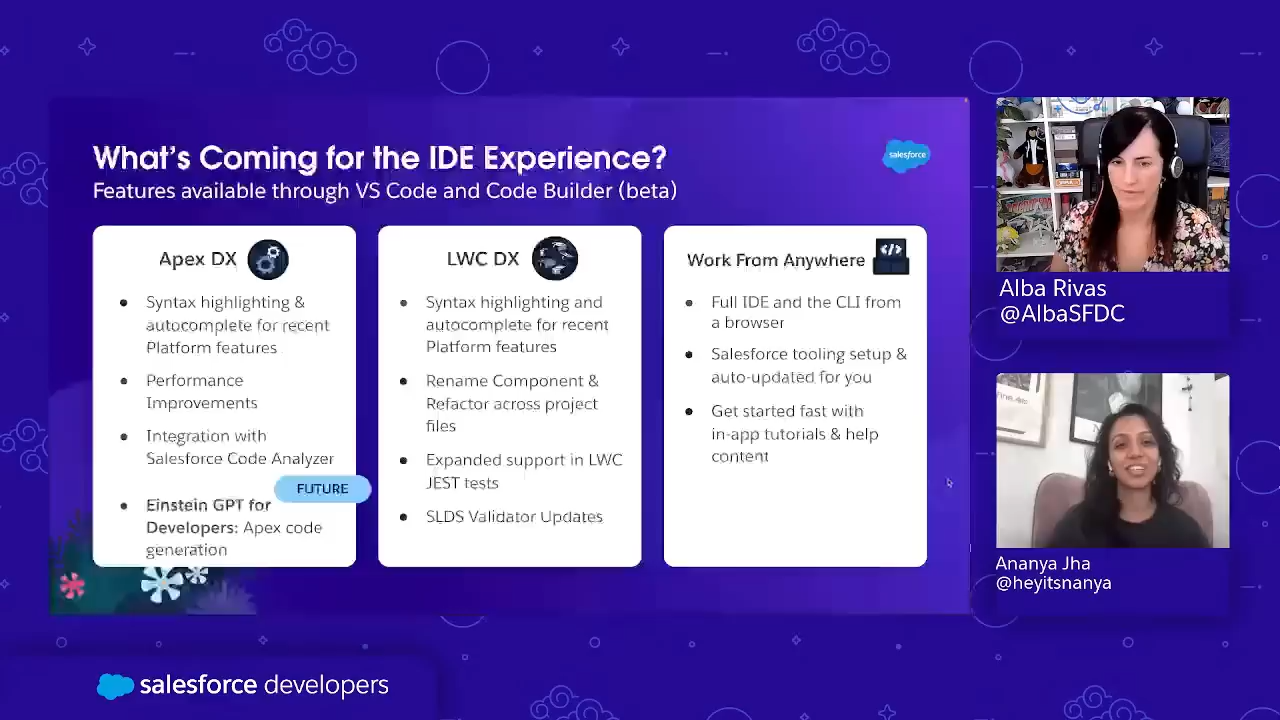 What's Coming for the IDE Experience?
Features available through VS Code and Code Builder (beta)
salesforce
Apex DX
Syntax highlighting &
autocomplete for recent
Platform features
Performance
Improvements
Integration with
Salesforce Code Analyzer
FUTURE
Einstein GPT for
Developers: Apex code
generation
LWC DX
Syntax highlighting and
autocomplete for recent
Platform features
Rename Component &
Refactor across project
files
Expanded support in LWC
JEST tests
SLDS Validator Updates
Work From Anywhere
</>
Full IDE and the CLI from
a browser
Salesforce tooling setup &
auto-updated for you
Get started fast with
in-app tutorials & help
content
Alba Rivas
@AlbaSFDC
Ananya Jha
@heyitsnanya
salesforce developers